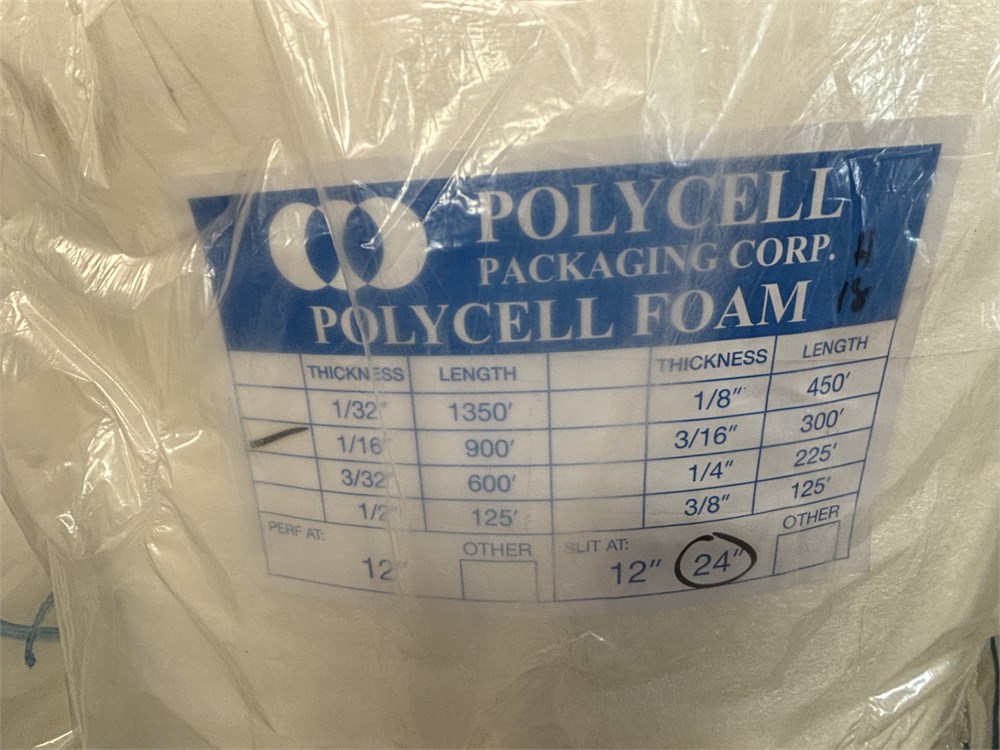 POLYCELL
PACKAGING CORP.
POLYCELL FOAM
18
THICKNESS LENGTH THICKNESS LENGTH
1/32" 1350' 1/8" 450'
1/16" 900' 3/16" 300'
3/32" 600' 1/4" 225'
1/2" 125' 3/8" 125'
PERF AT: 12" OTHER SLIT AT: 12" 24" OTHER